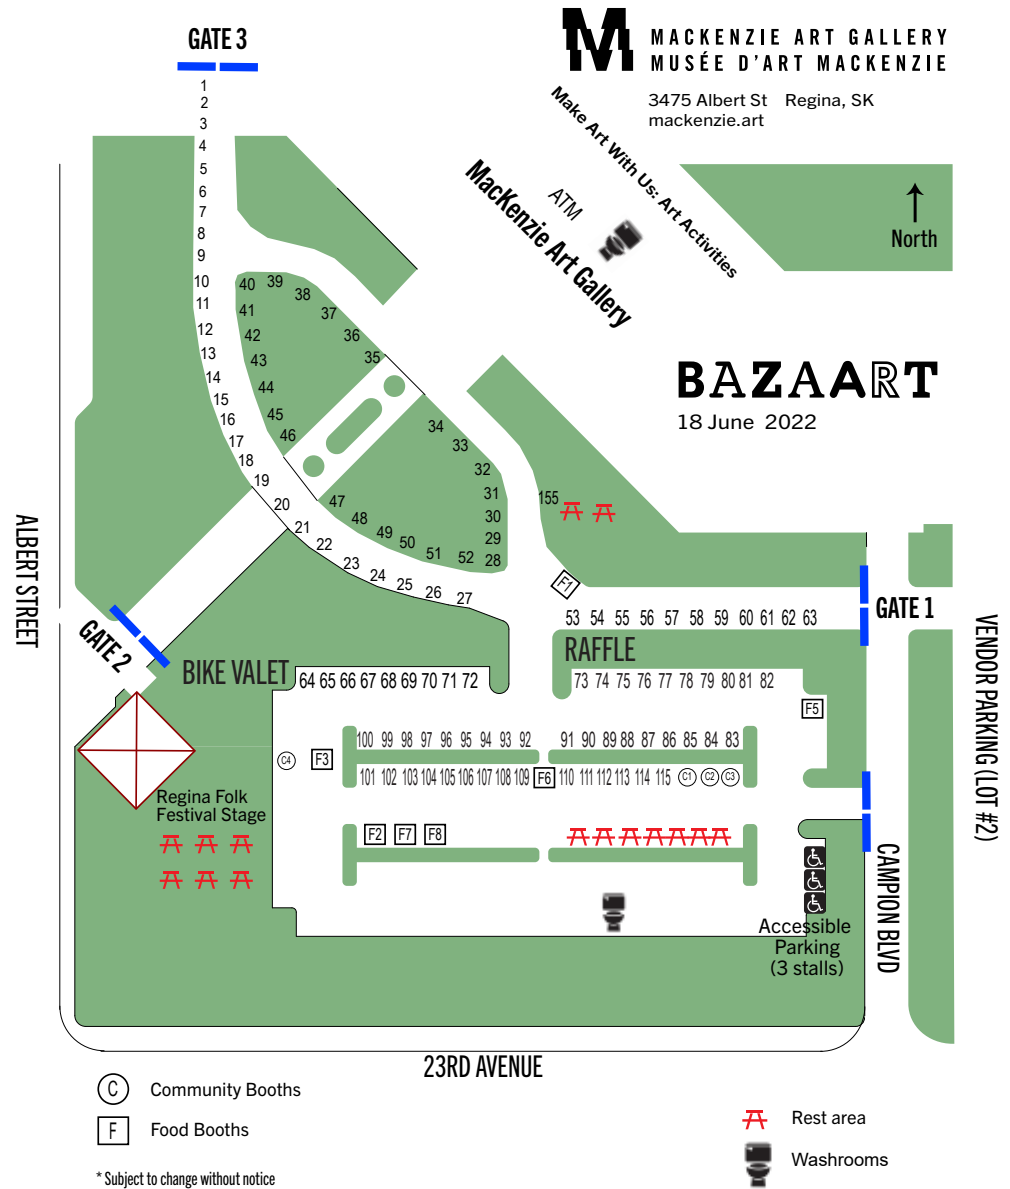 GATE 3
MACKENZIE ART GALLERY
MUSÉE D'ART MACKENZIE
3475 Albert St Regina, SK
mackenzie.art
Make Art With Us: Art Activities
ATM
MacKenzie Art Gallery
North
BAZAART
18 June 2022
1
2
3
4
5
6
7
8
9
10
11
12
13
14
15
16
17
18
19
20
21
22
23
24
25
26
27
40 39 38 37 36 35
41
42
43
44
45
46
34
33
32
31
30
29
28
47 48 49 50 51 52
155
F1
53 54 55 56 57 58 59 60 61 62 63
GATE 1
RAFFLE
ALBERT STREET
GATE 2
BIKE VALET
VENDOR PARKING (LOT #2)
64 65 66 67 68 69 70 71 72
73 74 75 76 77 78 79 80 81 82
F5
100 99 98 97 96 95 94 93 92
91 90 89 88 87 86 85 84 83
C4
F3
101 102 103 104 105 106 107 108 109
F6
110 111 112 113 114 115 C1 C2 C3
Regina Folk
Festival Stage
F2 F7 F8
CAMPION BLVD
Accessible
Parking
(3 stalls)
23RD AVENUE
C Community Booths
F Food Booths
* Subject to change without notice
Rest area
Washrooms